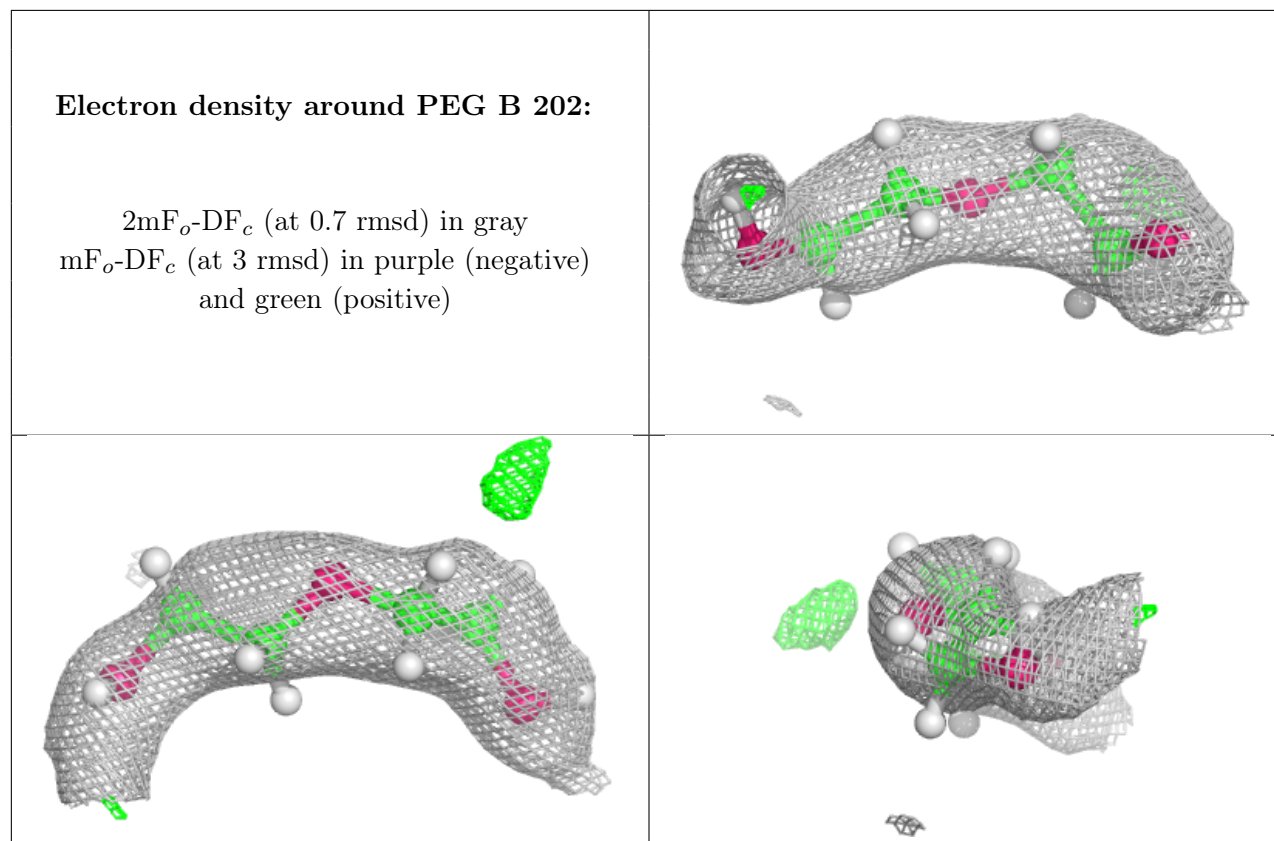 Electron density around PEG B 202:
2mFo-DFc (at 0.7 rmsd) in gray
mFo-DFc (at 3 rmsd) in purple (negative)
and green (positive)